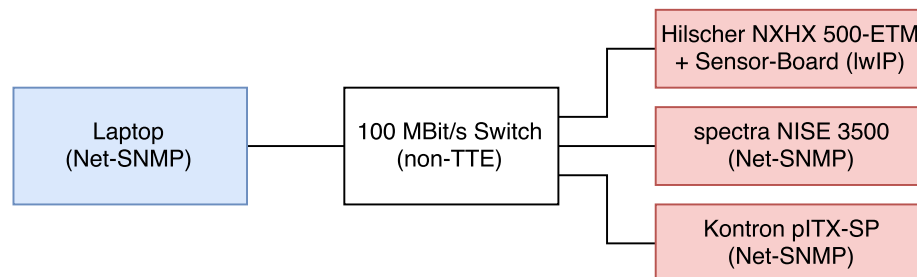 Laptop
(Net-SNMP)
100 MBit/s Switch
(non-TTE)
Hilscher NXHX 500-ETM
+ Sensor-Board (lwIP)
spectra NISE 3500
(Net-SNMP)
Kontron pITX-SP
(Net-SNMP)